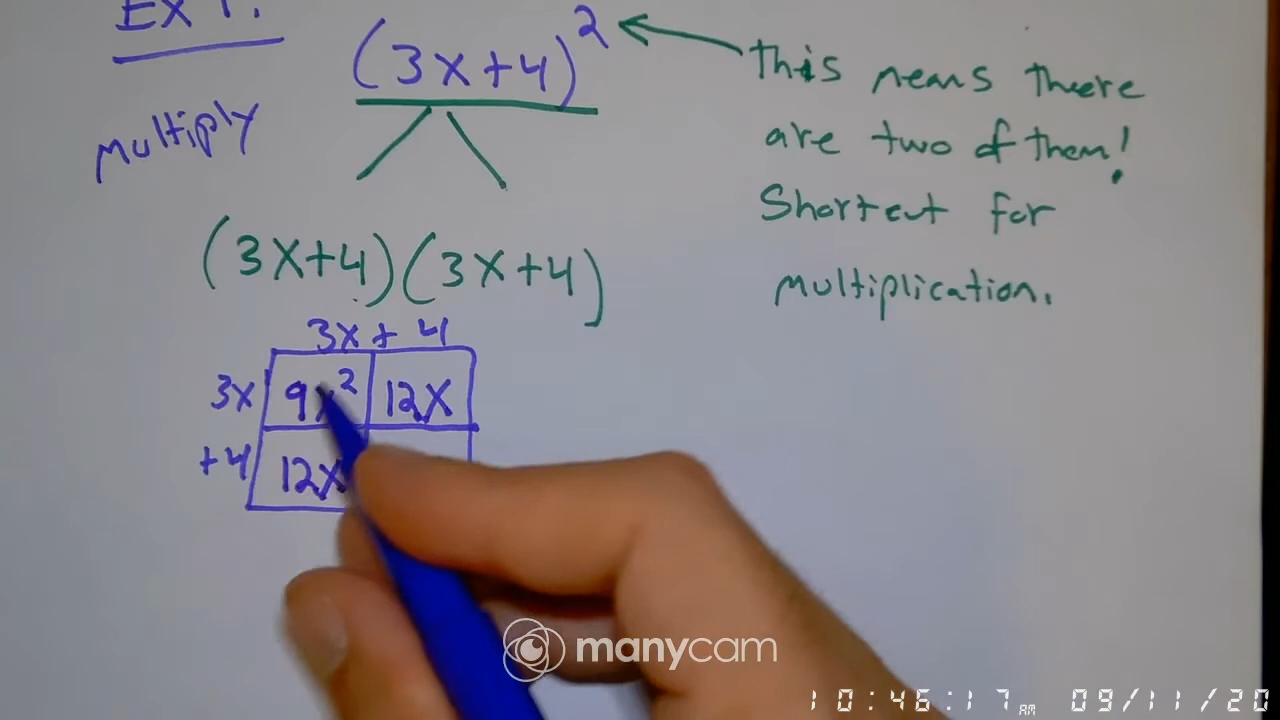 Ex 1:
(3x+4)²
multiply
this means there
are two of them!
Shortcut for
multiplication.
(3x+4)(3x+4)
3x + 4
3x 9x² 12x
+4 12x
manycam
10:46:17 AM 09/11/20